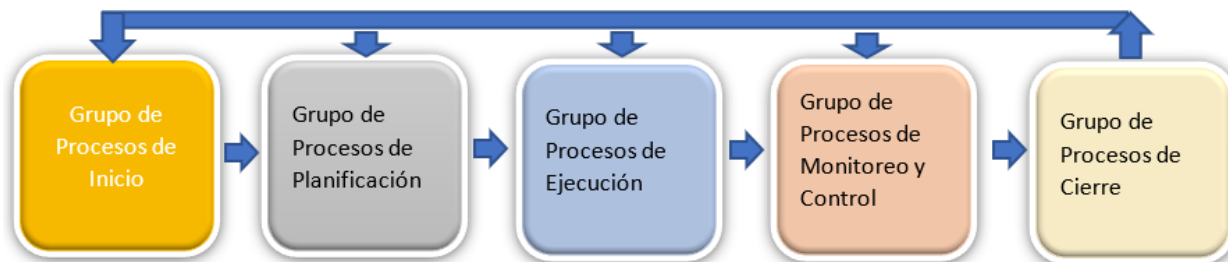 Grupo de
Procesos de
Inicio
Grupo de
Procesos de
Planificación
Grupo de
Procesos de
Ejecución
Grupo de
Procesos de
Monitoreo y
Control
Grupo de
Procesos de
Cierre